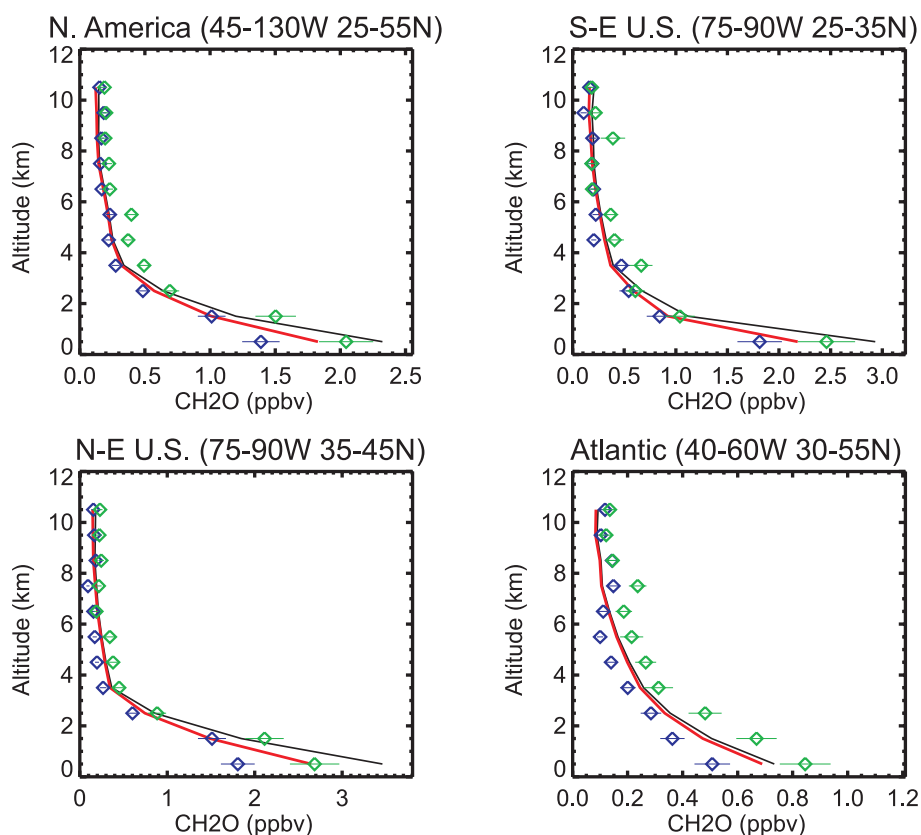 N. America (45-130W 25-55N)
12
10
8
6
4
2
0
Altitude (km)
0.0 0.5 1.0 1.5 2.0 2.5
CH2O (ppbv)
S-E U.S. (75-90W 25-35N)
12
10
8
6
4
2
0
Altitude (km)
0.0 0.5 1.0 1.5 2.0 2.5 3.0
CH2O (ppbv)
N-E U.S. (75-90W 35-45N)
12
10
8
6
4
2
0
Altitude (km)
0 1 2 3
CH2O (ppbv)
Atlantic (40-60W 30-55N)
12
10
8
6
4
2
0
Altitude (km)
0.0 0.2 0.4 0.6 0.8 1.0 1.2
CH2O (ppbv)